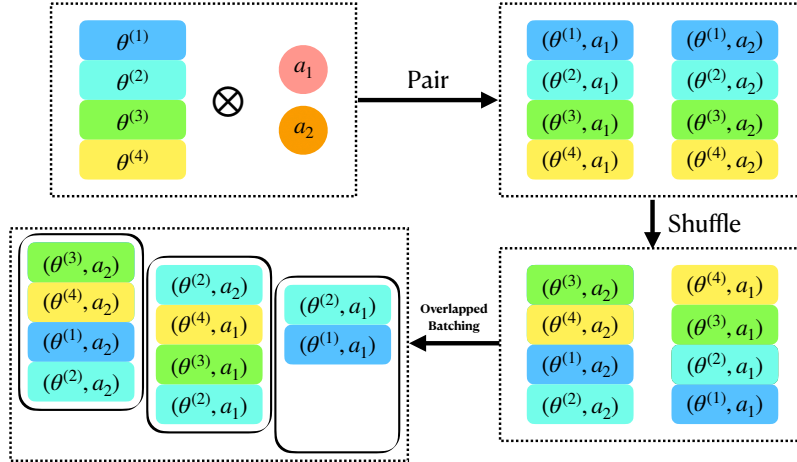 θ^(1)
θ^(2)
θ^(3)
θ^(4)
⊗
a_1
a_2
Pair
(θ^(1), a_1) (θ^(1), a_2)
(θ^(2), a_1) (θ^(2), a_2)
(θ^(3), a_1) (θ^(3), a_2)
(θ^(4), a_1) (θ^(4), a_2)
Shuffle
(θ^(3), a_2) (θ^(4), a_1)
(θ^(4), a_2) (θ^(3), a_1)
(θ^(1), a_2) (θ^(2), a_1)
(θ^(2), a_2) (θ^(1), a_1)
Overlapped
Batching
(θ^(3), a_2)
(θ^(4), a_2)
(θ^(1), a_2)
(θ^(2), a_2)
(θ^(2), a_2)
(θ^(4), a_1)
(θ^(3), a_1)
(θ^(2), a_1)
(θ^(2), a_1)
(θ^(1), a_1)